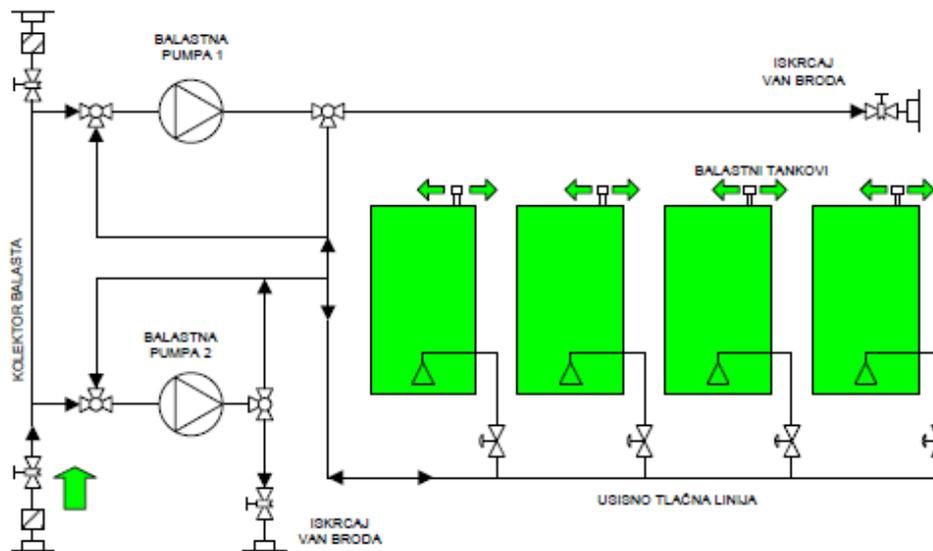 BALASTNA
PUMPA 1
ISKRCAJ
VAN BRODA
BALASTNI TANKOVI
KOLEKTOR BALASTA
BALASTNA
PUMPA 2
USISNO TLAČNA LINIJA
ISKRCAJ
VAN BRODA